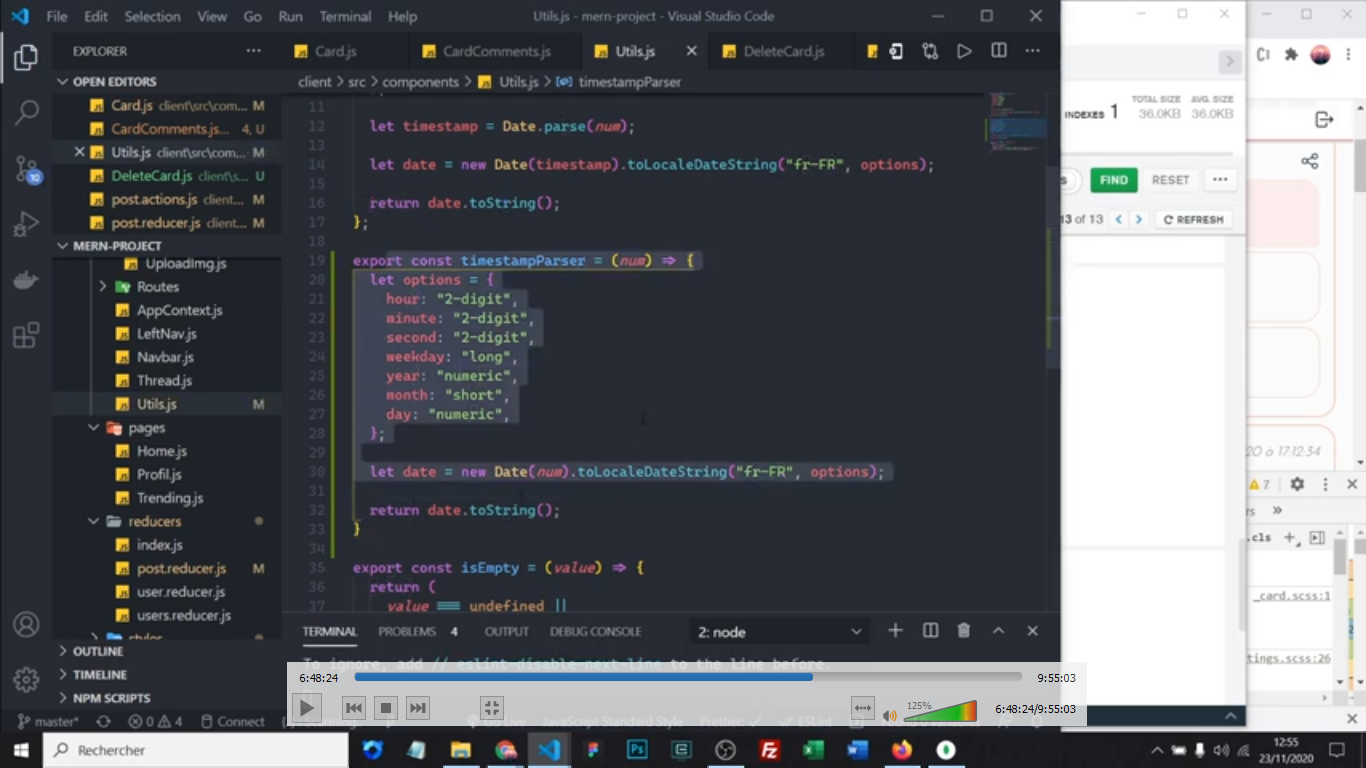 File Edit Selection View Go Run Terminal Help
Utils.js - mern-project - Visual Studio Code
EXPLORER
OPEN EDITORS
Card.js client\src\com... M
CardComments.js... 4, U
Utils.js client\src\com... M
DeleteCard.js client\s... U
post.actions.js client... M
post.reducer.js client... M
MERN-PROJECT
UploadImg.js
Routes
AppContext.js
LeftNav.js
Navbar.js
Thread.js
Utils.js M
pages
Home.js
Profil.js
Trending.js
reducers
index.js
post.reducer.js M
user.reducer.js
users.reducer.js
styles
OUTLINE
TIMELINE
NPM SCRIPTS
10
Card.js
CardComments.js
Utils.js
DeleteCard.js
client > src > components > Utils.js > timestampParser
11
12 let timestamp = Date.parse(num);
13
14 let date = new Date(timestamp).toLocaleDateString("fr-FR", options);
15
16 return date.toString();
17 };
18
19 export const timestampParser = (num) => {
20 let options = {
21 hour: "2-digit",
22 minute: "2-digit",
23 second: "2-digit",
24 weekday: "long",
25 year: "numeric",
26 month: "short",
27 day: "numeric",
28 };
29
30 let date = new Date(num).toLocaleDateString("fr-FR", options);
31
32 return date.toString();
33 }
34
35 export const isEmpty = (value) => {
36 return (
37 value === undefined ||
TERMINAL PROBLEMS 4 OUTPUT DEBUG CONSOLE 2: node
To ignore, add // eslint-disable-next-line to the line before.
6:48:24 9:55:03
125%
6:48:24/9:55:03
master* 0 4 Connect
Go Live JavaScript Standard Style Prettier: ESLint
INDEXES 1
TOTAL SIZE
36.0KB
AVG. SIZE
36.0KB
FIND RESET ...
13 of 13 REFRESH
20 à 17:12:34
7
.cls
_card.scss:1
tings.scss:26
Rechercher
12:55
23/11/2020